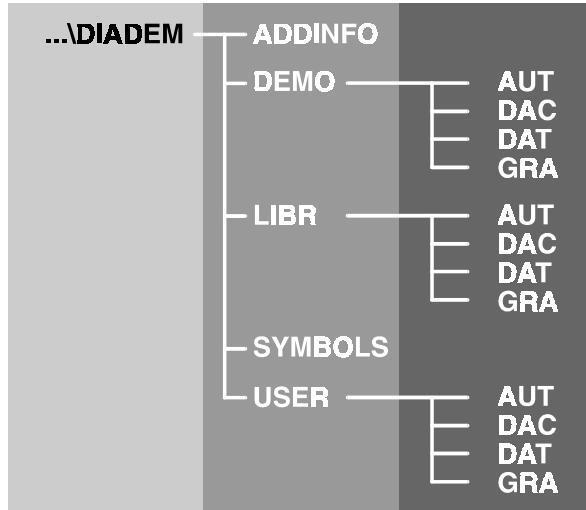 ...\DIADEM ADDINFO
DEMO AUT
DAC
DAT
GRA
LIBR AUT
DAC
DAT
GRA
SYMBOLS
USER AUT
DAC
DAT
GRA